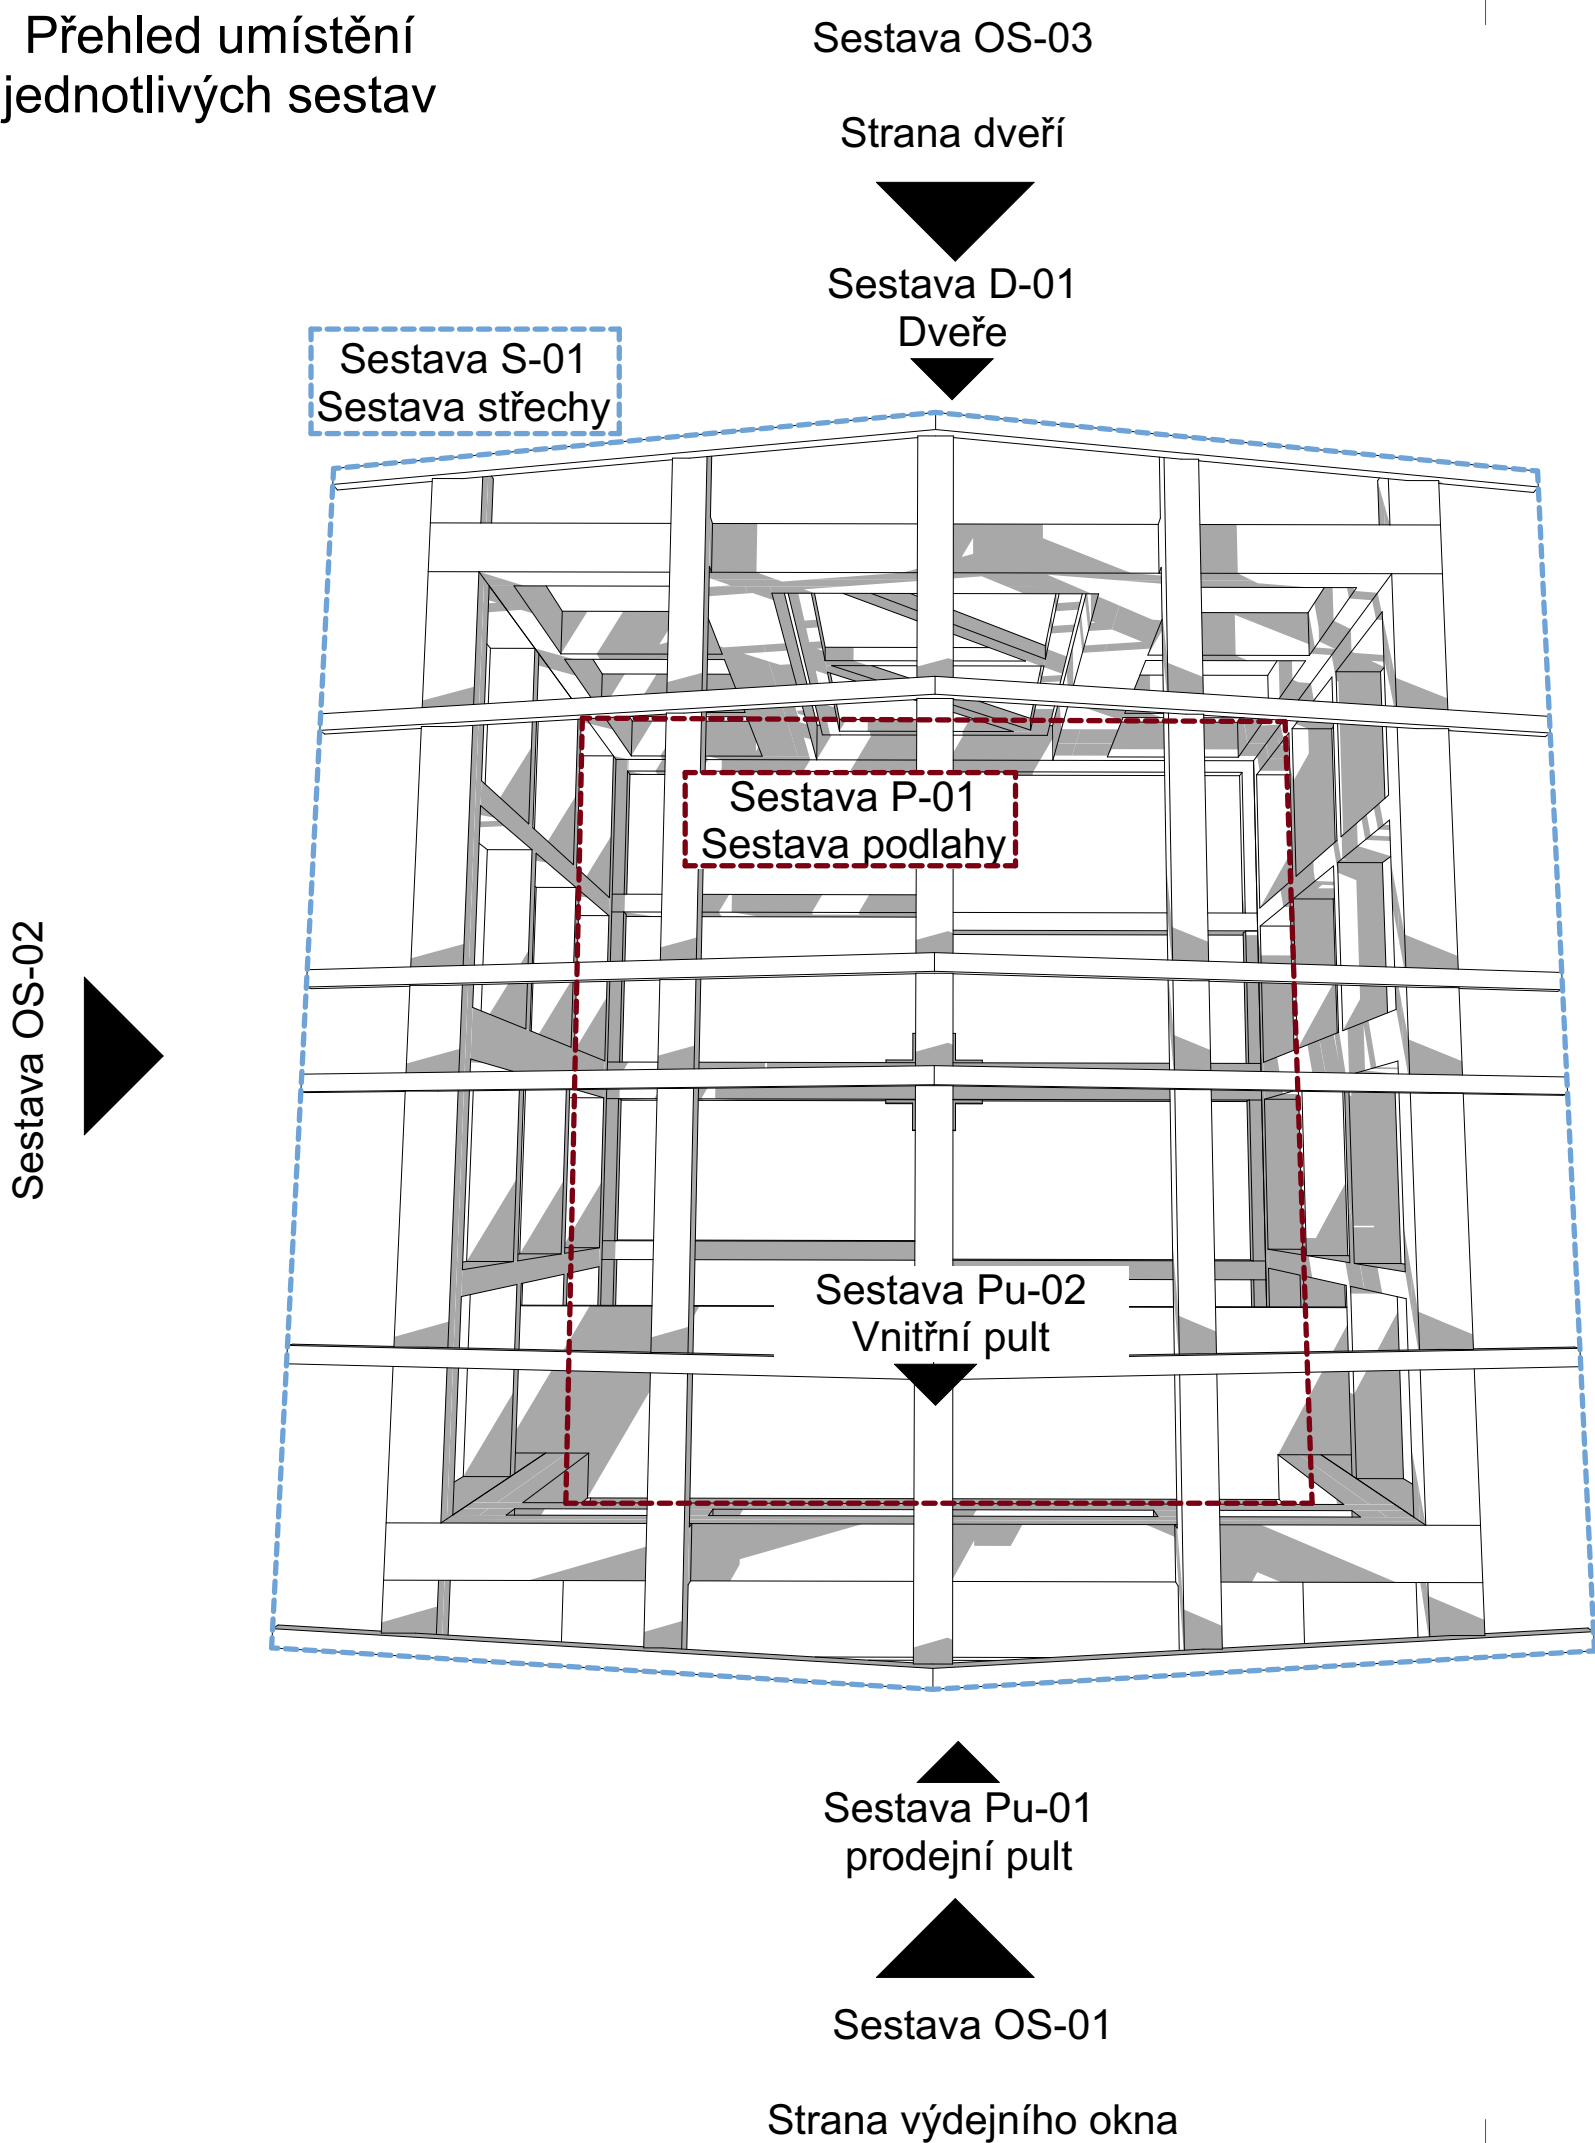 Přehled umístění
jednotlivých sestav
Sestava OS-03
Strana dveří
Sestava D-01
Dveře
Sestava S-01
Sestava střechy
Sestava P-01
Sestava podlahy
Sestava OS-02
Sestava Pu-02
Vnitřní pult
Sestava Pu-01
prodejní pult
Sestava OS-01
Strana výdejního okna